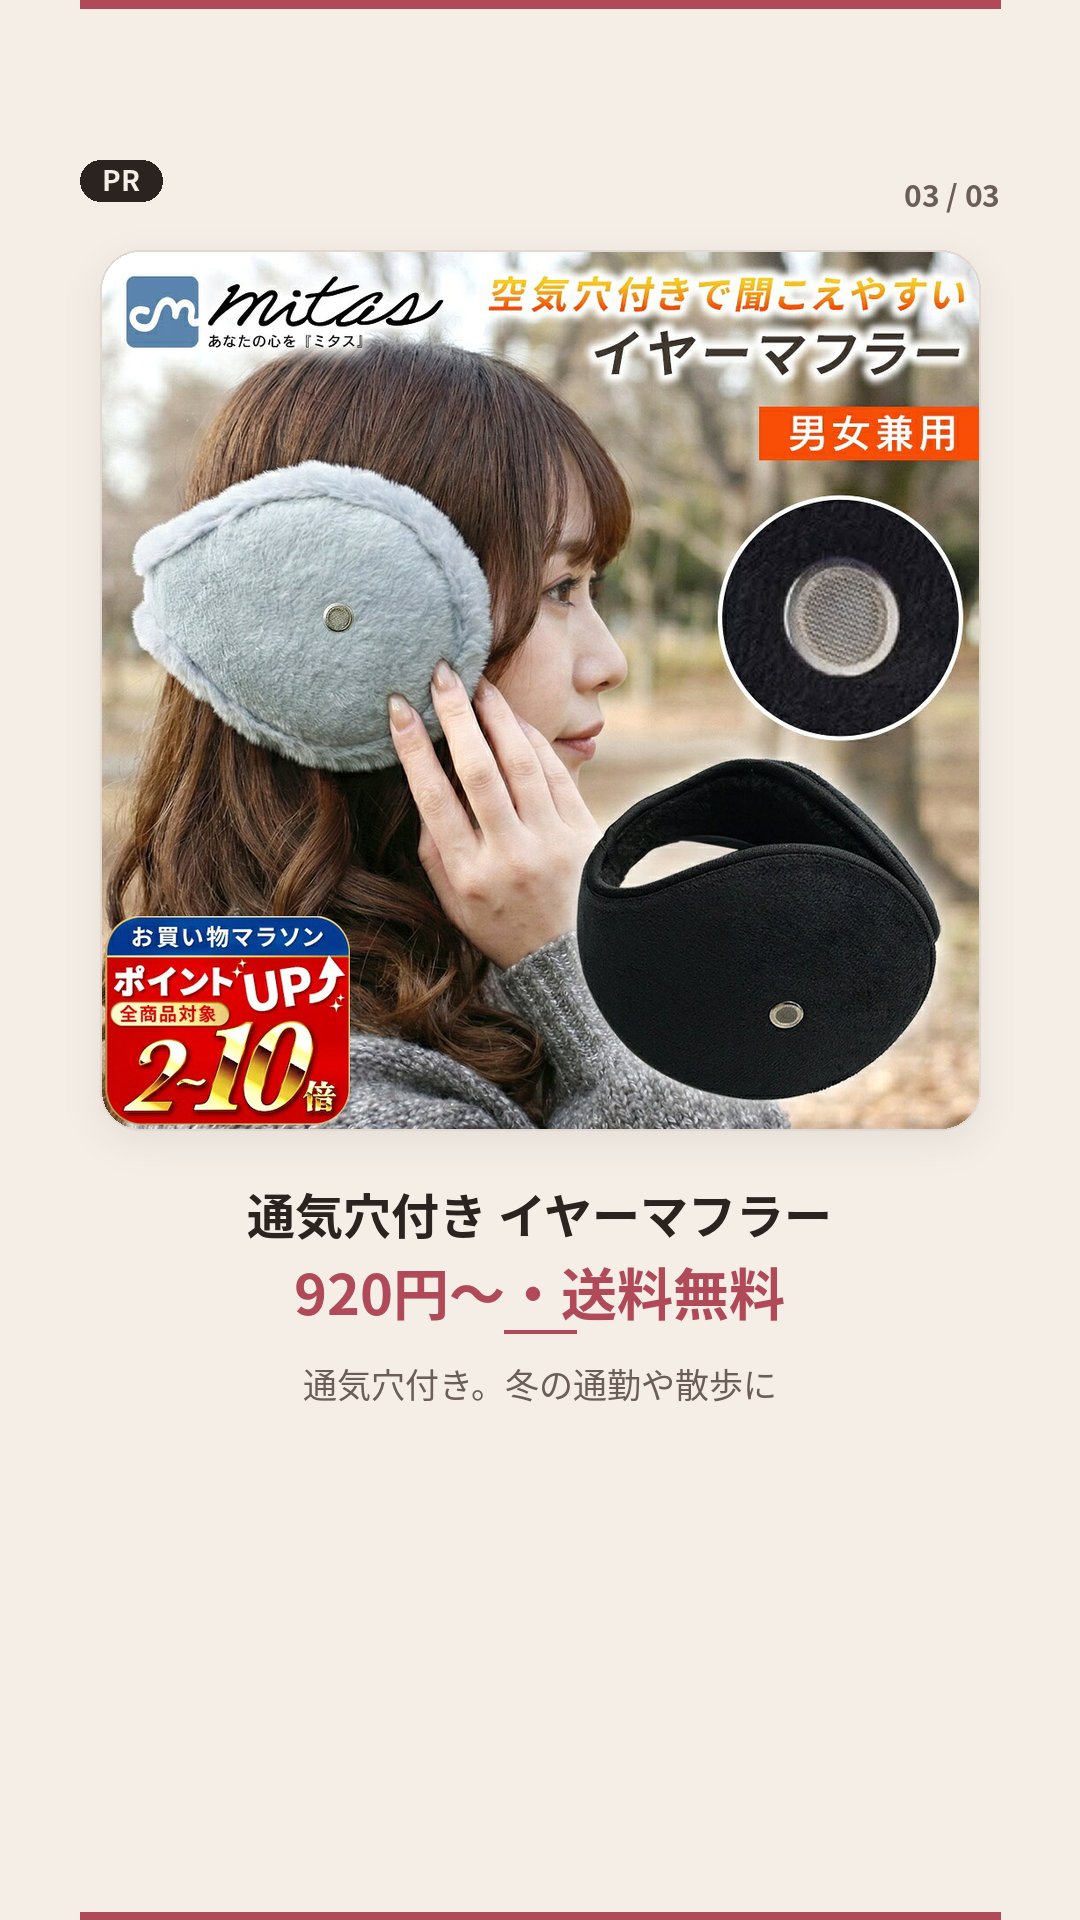 PR
03 / 03
mitas
あなたの心を『ミタス』
空気穴付きで聞こえやすい
イヤーマフラー
男女兼用
お買い物マラソン
ポイントUP
全商品対象
2~10倍
通気穴付き イヤーマフラー
920円〜・送料無料
通気穴付き。冬の通勤や散歩に